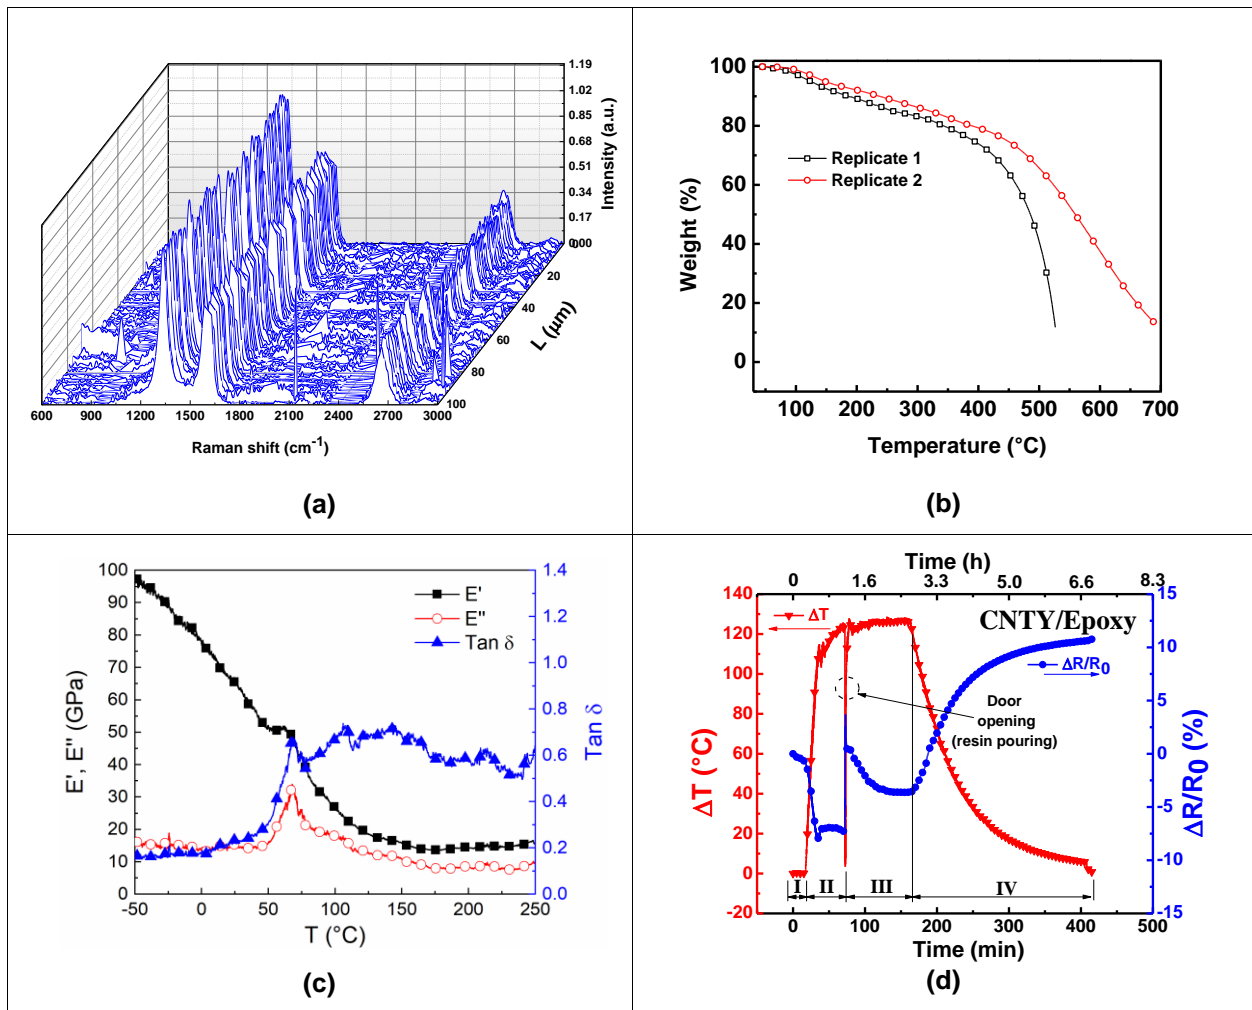 1.19
1.02
0.85
0.68
0.51
0.34
0.17
0.00
Intensity (a.u.)
0
20
40
60
80
100
L (µm)
600 900 1200 1500 1800 2100 2400 2700 3000
Raman shift (cm-1)
(a)
100
80
60
40
20
0
Weight (%)
Replicate 1
Replicate 2
100 200 300 400 500 600 700
Temperature (°C)
(b)
100
90
80
70
60
50
40
30
20
10
0
E', E'' (GPa)
E'
E''
Tan δ
1.4
1.2
1.0
0.8
0.6
0.4
0.2
0.0
Tan δ
-50 0 50 100 150 200 250
T (°C)
(c)
Time (h)
0 1.6 3.3 5.0 6.6 8.3
140
120
100
80
60
40
20
0
-20
ΔT (°C)
ΔT
CNTY/Epoxy
ΔR/R0
Door
opening
(resin pouring)
I II III IV
15
10
5
0
-5
-10
-15
ΔR/R0 (%)
0 100 200 300 400 500
Time (min)
(d)